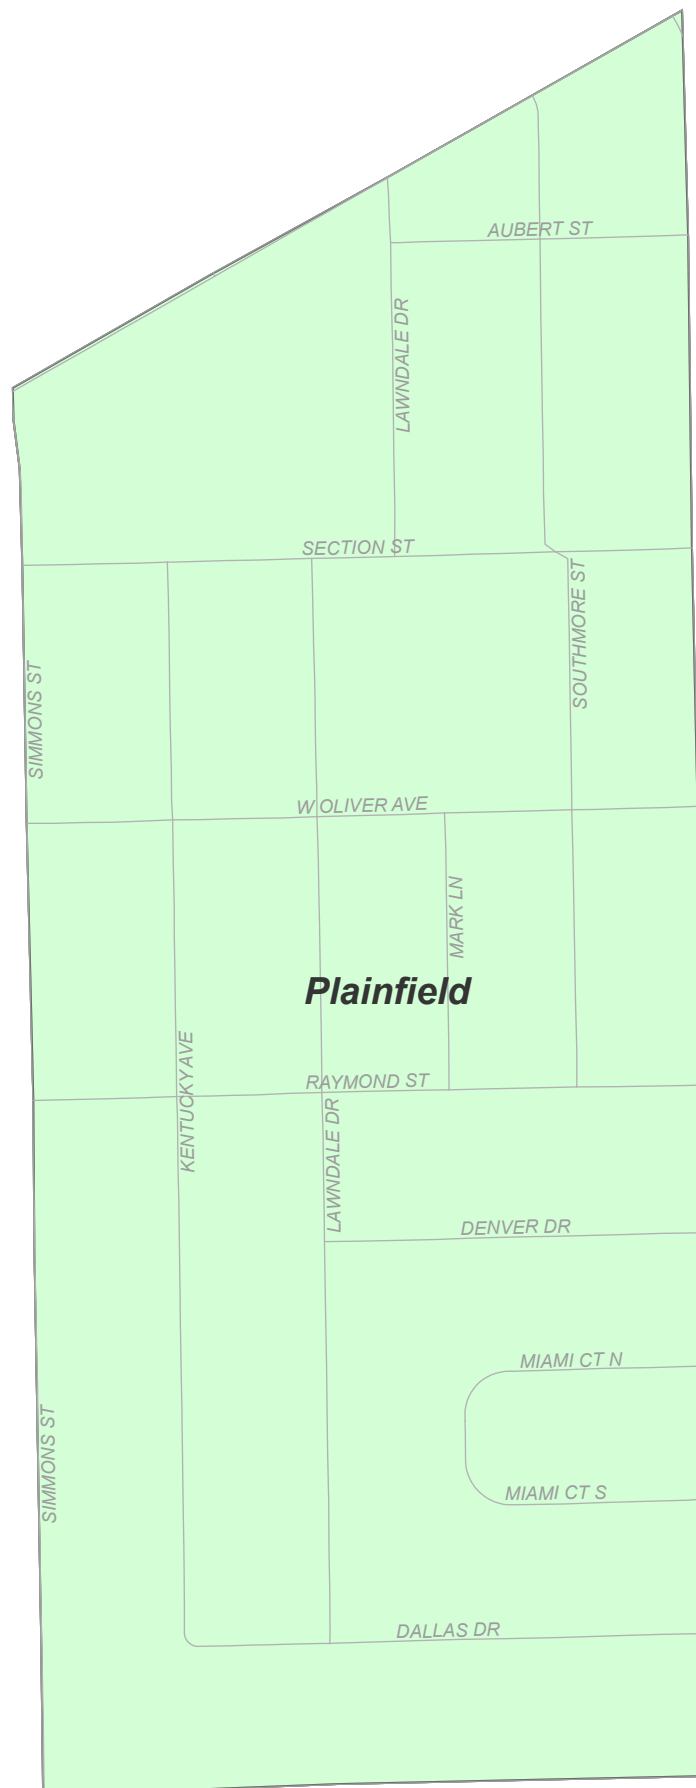 AUBERT ST
LAWNDALE DR
SECTION ST
SOUTHMORE ST
SIMMONS ST
W OLIVER AVE
MARK LN
Plainfield
KENTUCKY AVE
RAYMOND ST
LAWNDALE DR
DENVER DR
MIAMI CT N
SIMMONS ST
MIAMI CT S
DALLAS DR